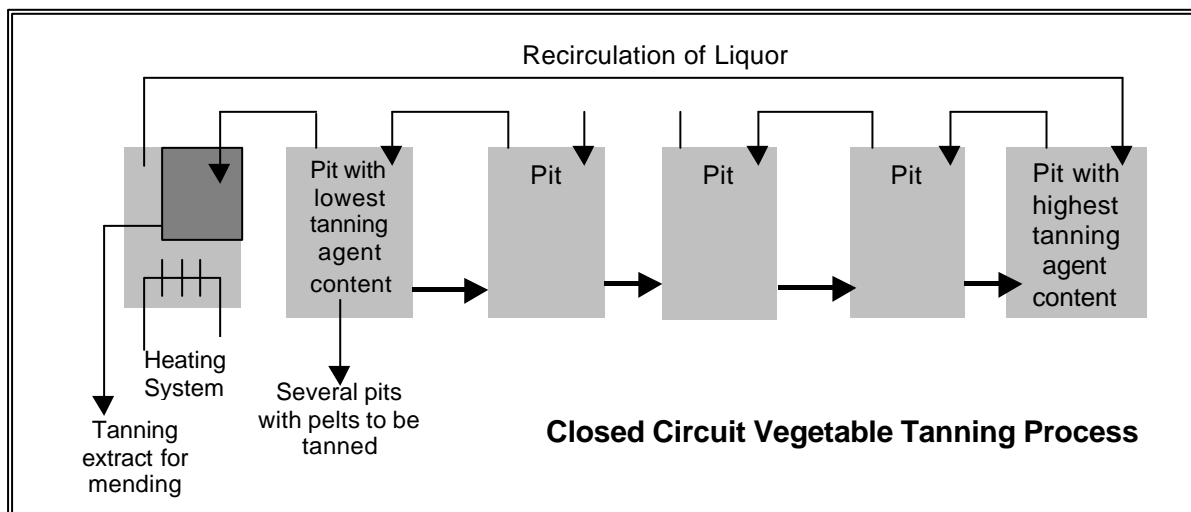 Recirculation of Liquor
Pit with
lowest
tanning
agent
content
Pit
Pit
Pit
Pit with
highest
tanning
agent
content
Heating
System
Tanning
extract for
mending
Several pits
with pelts to be
tanned
Closed Circuit Vegetable Tanning Process